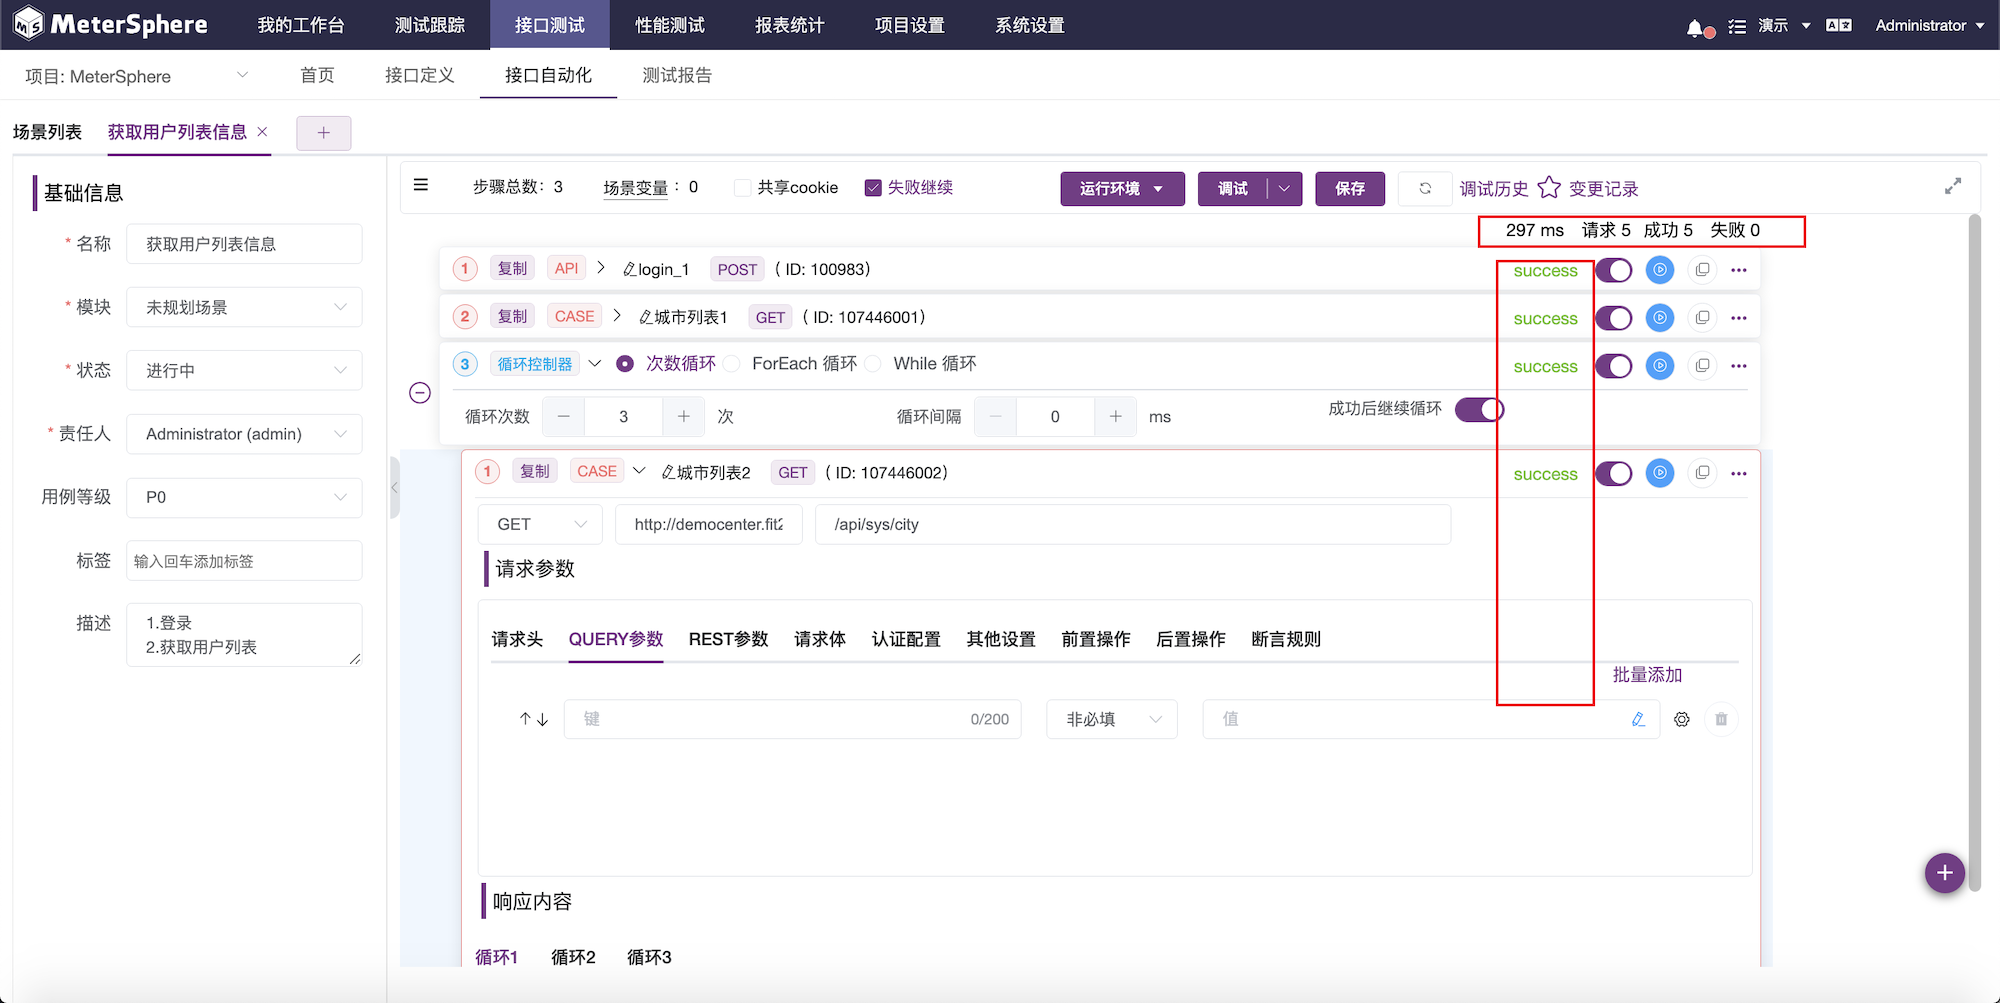 MeterSphere 我的工作台 测试跟踪 接口测试 性能测试 报表统计 项目设置 系统设置 演示 Administrator
项目: MeterSphere 首页 接口定义 接口自动化 测试报告
场景列表 获取用户列表信息 × +
基础信息
* 名称 获取用户列表信息
* 模块 未规划场景
* 状态 进行中
* 责任人 Administrator (admin)
用例等级 P0
标签 输入回车添加标签
描述 1.登录
2.获取用户列表
步骤总数: 3 场景变量 : 0 共享cookie 失败继续 运行环境 调试 保存 调试历史 变更记录
297 ms 请求 5 成功 5 失败 0
1 复制 API login_1 POST ( ID: 100983) success
2 复制 CASE 城市列表1 GET ( ID: 107446001) success
3 循环控制器 次数循环 ForEach 循环 While 循环 success
循环次数 − 3 + 次 循环间隔 − 0 + ms 成功后继续循环
1 复制 CASE 城市列表2 GET ( ID: 107446002) success
GET http://democenter.fit2 /api/sys/city
请求参数
请求头 QUERY参数 REST参数 请求体 认证配置 其他设置 前置操作 后置操作 断言规则
批量添加
键 0/200 非必填 值
响应内容
循环1 循环2 循环3